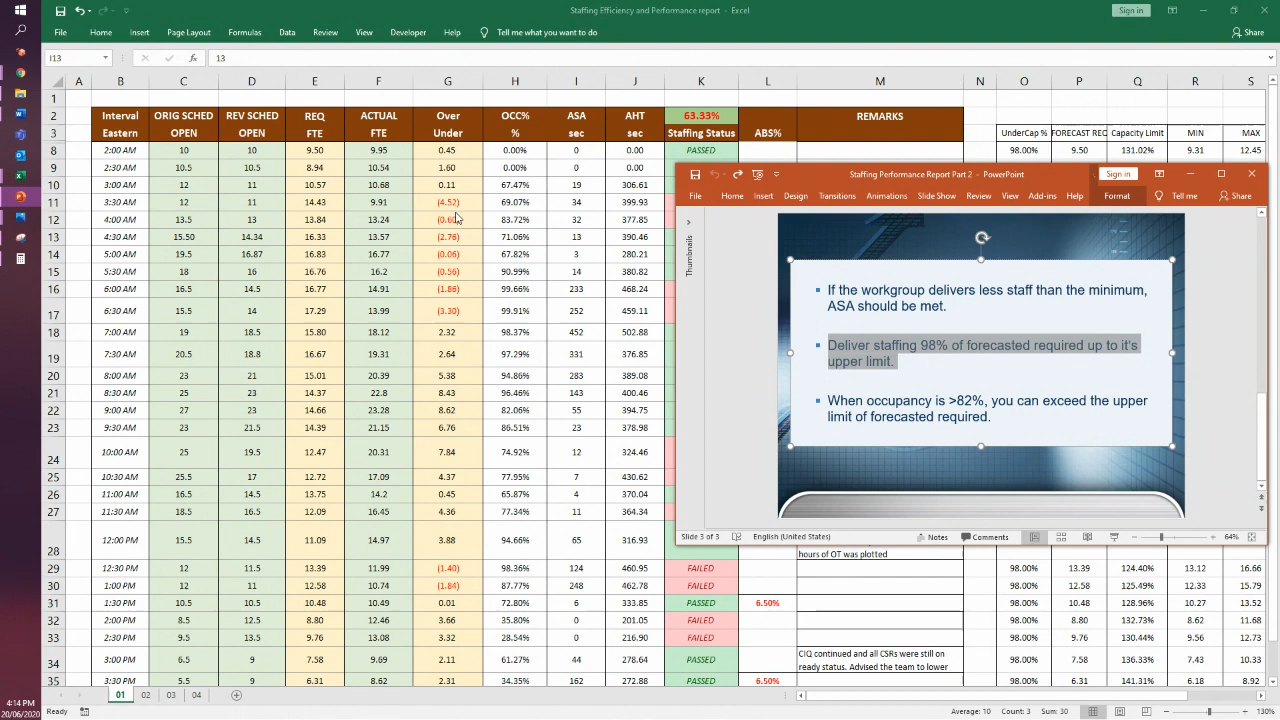 Staffing Efficiency and Performance report - Excel
Sign in
File Home Insert Page Layout Formulas Data Review View Developer Help Tell me what you want to do
Share
I13 fx 13
A B C D E F G H I J K L M N O P Q R S
1
2 Interval ORIG SCHED REV SCHED REQ ACTUAL Over OCC% ASA AHT 63.33% REMARKS
3 Eastern OPEN OPEN FTE FTE Under % sec sec Staffing Status ABS% UnderCap % FORECAST REQ Capacity Limit MIN MAX
8 2:00 AM 10 10 9.50 9.95 0.45 0.00% 0 0.00 PASSED 98.00% 9.50 131.02% 9.31 12.45
9 2:30 AM 10.5 10.5 8.94 10.54 1.60 0.00% 0 0.00
10 3:00 AM 12 11 10.57 10.68 0.11 67.47% 19 306.61
11 3:30 AM 12 11 14.43 9.91 (4.52) 69.07% 34 399.93
12 4:00 AM 13.5 13 13.84 13.24 83.72% 32 377.85
13 4:30 AM 15.50 14.34 16.33 13.57 (2.76) 71.06% 13 390.46
14 5:00 AM 19.5 16.87 16.83 16.77 (0.06) 67.82% 3 280.21
15 5:30 AM 18 16 16.76 16.2 (0.56) 90.99% 14 380.82
16 6:00 AM 16.5 14.5 16.77 14.91 (1.86) 99.66% 233 468.24
17 6:30 AM 15.5 14 17.29 13.99 (3.30) 99.91% 252 459.11
18 7:00 AM 19 18.5 15.80 18.12 2.32 98.37% 452 502.88
19 7:30 AM 20.5 18.8 16.67 19.31 2.64 97.29% 331 376.85
20 8:00 AM 23 21 15.01 20.39 5.38 94.86% 283 389.08
21 8:30 AM 25 23 14.37 22.8 8.43 96.46% 143 400.46
22 9:00 AM 27 23 14.66 23.28 8.62 82.06% 55 394.75
23 9:30 AM 23 21.5 14.39 21.15 6.76 86.51% 23 378.98
24 10:00 AM 25 19.5 12.47 20.31 7.84 74.92% 12 324.46
25 10:30 AM 25.5 17 12.72 17.09 4.37 77.95% 7 430.62
26 11:00 AM 16.5 14.5 13.75 14.2 0.45 65.87% 4 370.04
27 11:30 AM 18.5 16.5 12.09 16.45 4.36 77.34% 11 364.34
28 12:00 PM 15.5 14.5 11.09 14.97 3.88 94.66% 65 316.93 hours of OT was plotted
29 12:30 PM 12 11.5 13.39 11.99 (1.40) 98.36% 124 460.95 FAILED 98.00% 13.39 124.40% 13.12 16.66
30 1:00 PM 12 11 12.58 10.74 (1.84) 87.77% 248 482.18 FAILED 98.00% 12.58 125.49% 12.33 15.79
31 1:30 PM 10.5 10.5 10.48 10.49 0.01 72.80% 6 333.85 PASSED 6.50% 98.00% 10.48 128.96% 10.27 13.52
32 2:00 PM 8.5 12.5 8.80 12.46 3.66 35.80% 0 201.05 FAILED 98.00% 8.80 132.73% 8.62 11.68
33 2:30 PM 9.5 13.5 9.76 13.08 3.32 28.54% 0 216.90 FAILED 98.00% 9.76 130.44% 9.56 12.73
34 3:00 PM 6.5 9 7.58 9.69 2.11 61.27% 44 278.64 PASSED CIQ continued and all CSRs were still on ready status. Advised the team to lower 98.00% 7.58 136.33% 7.43 10.33
35 3:30 PM 5.5 9 6.31 8.62 2.31 34.35% 162 272.88 PASSED 6.50% 98.00% 6.31 141.31% 6.18 8.92
Staffing Performance Report Part 2 - PowerPoint
Sign in
File Home Insert Design Transitions Animations Slide Show Review View Add-ins Help Format Tell me Share
Thumbnails
If the workgroup delivers less staff than the minimum,
ASA should be met.
Deliver staffing 98% of forecasted required up to it's
upper limit.
When occupancy is >82%, you can exceed the upper
limit of forecasted required.
Slide 3 of 3 English (United States) Notes Comments 64%
01 02 03 04
4:14 PM
20/06/2020
Ready Average: 10 Count: 3 Sum: 30 130%